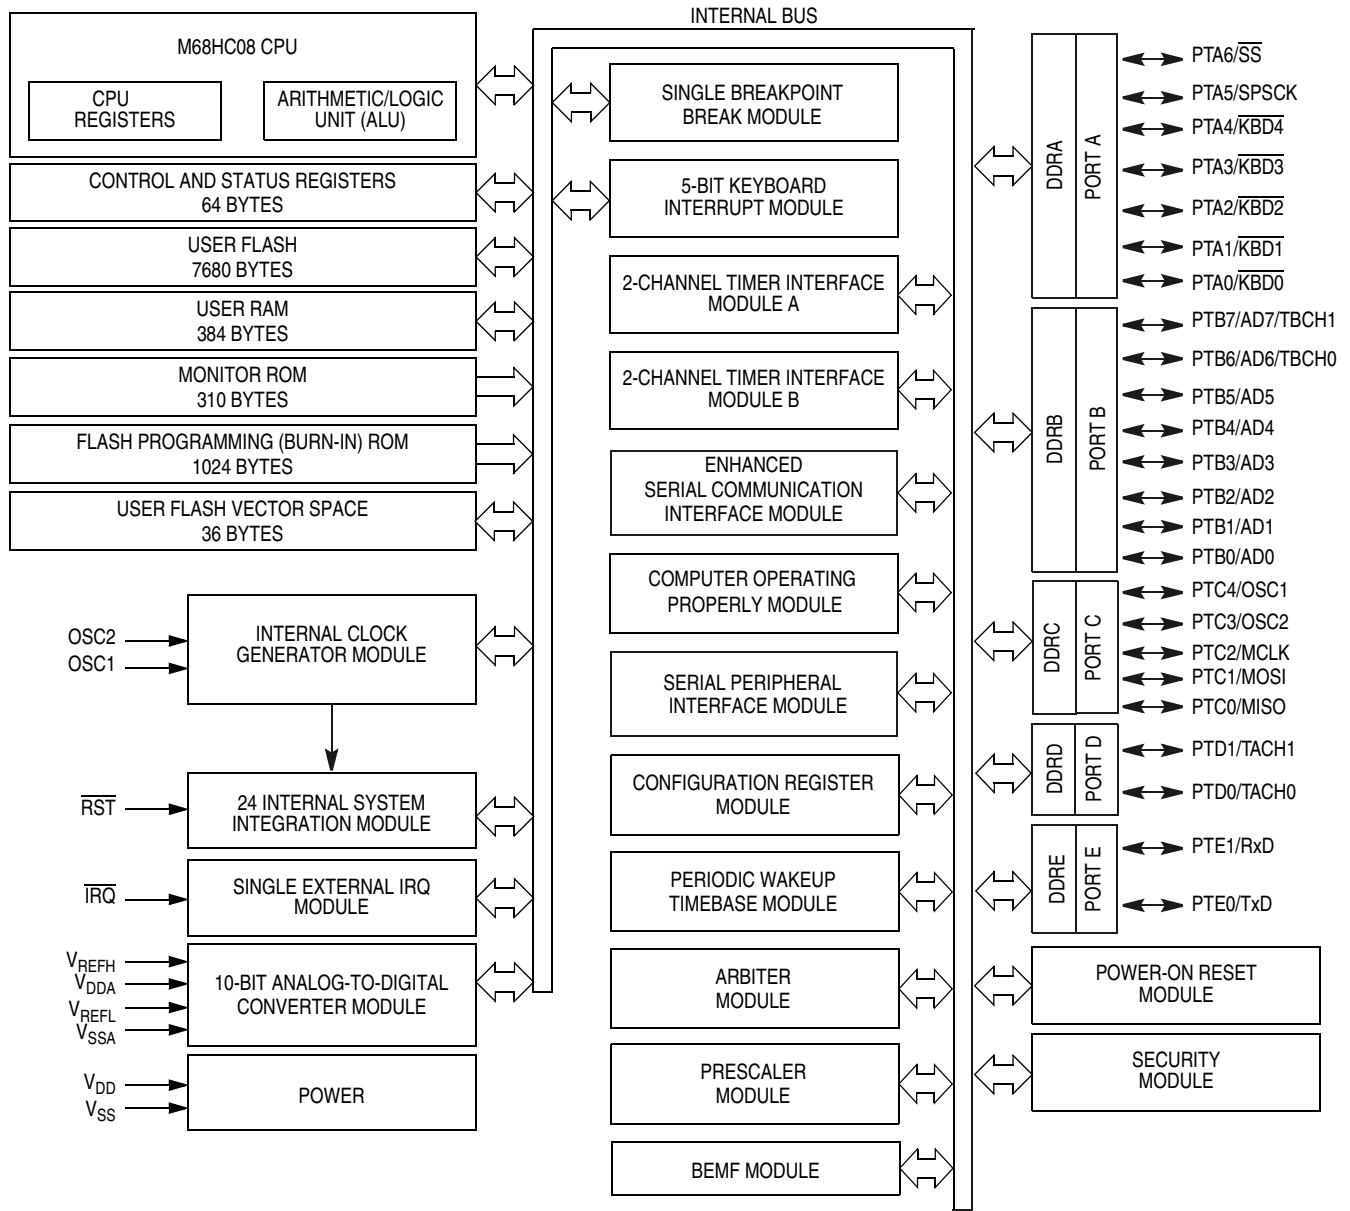 INTERNAL BUS
M68HC08 CPU
CPU
REGISTERS
ARITHMETIC/LOGIC
UNIT (ALU)
CONTROL AND STATUS REGISTERS
64 BYTES
USER FLASH
7680 BYTES
USER RAM
384 BYTES
MONITOR ROM
310 BYTES
FLASH PROGRAMMING (BURN-IN) ROM
1024 BYTES
USER FLASH VECTOR SPACE
36 BYTES
OSC2
OSC1
INTERNAL CLOCK
GENERATOR MODULE
RST
24 INTERNAL SYSTEM
INTEGRATION MODULE
IRQ
SINGLE EXTERNAL IRQ
MODULE
VREFH
VDDA
VREFL
VSSA
10-BIT ANALOG-TO-DIGITAL
CONVERTER MODULE
VDD
VSS
POWER
SINGLE BREAKPOINT
BREAK MODULE
5-BIT KEYBOARD
INTERRUPT MODULE
2-CHANNEL TIMER INTERFACE
MODULE A
2-CHANNEL TIMER INTERFACE
MODULE B
ENHANCED
SERIAL COMMUNICATION
INTERFACE MODULE
COMPUTER OPERATING
PROPERLY MODULE
SERIAL PERIPHERAL
INTERFACE MODULE
CONFIGURATION REGISTER
MODULE
PERIODIC WAKEUP
TIMEBASE MODULE
ARBITER
MODULE
PRESCALER
MODULE
BEMF MODULE
DDRA
PORT A
PTA6/SS
PTA5/SPSCK
PTA4/KBD4
PTA3/KBD3
PTA2/KBD2
PTA1/KBD1
PTA0/KBD0
DDRB
PORT B
PTB7/AD7/TBCH1
PTB6/AD6/TBCH0
PTB5/AD5
PTB4/AD4
PTB3/AD3
PTB2/AD2
PTB1/AD1
PTB0/AD0
DDRC
PORT C
PTC4/OSC1
PTC3/OSC2
PTC2/MCLK
PTC1/MOSI
PTC0/MISO
DDRD
PORT D
PTD1/TACH1
PTD0/TACH0
DDRE
PORT E
PTE1/RxD
PTE0/TxD
POWER-ON RESET
MODULE
SECURITY
MODULE